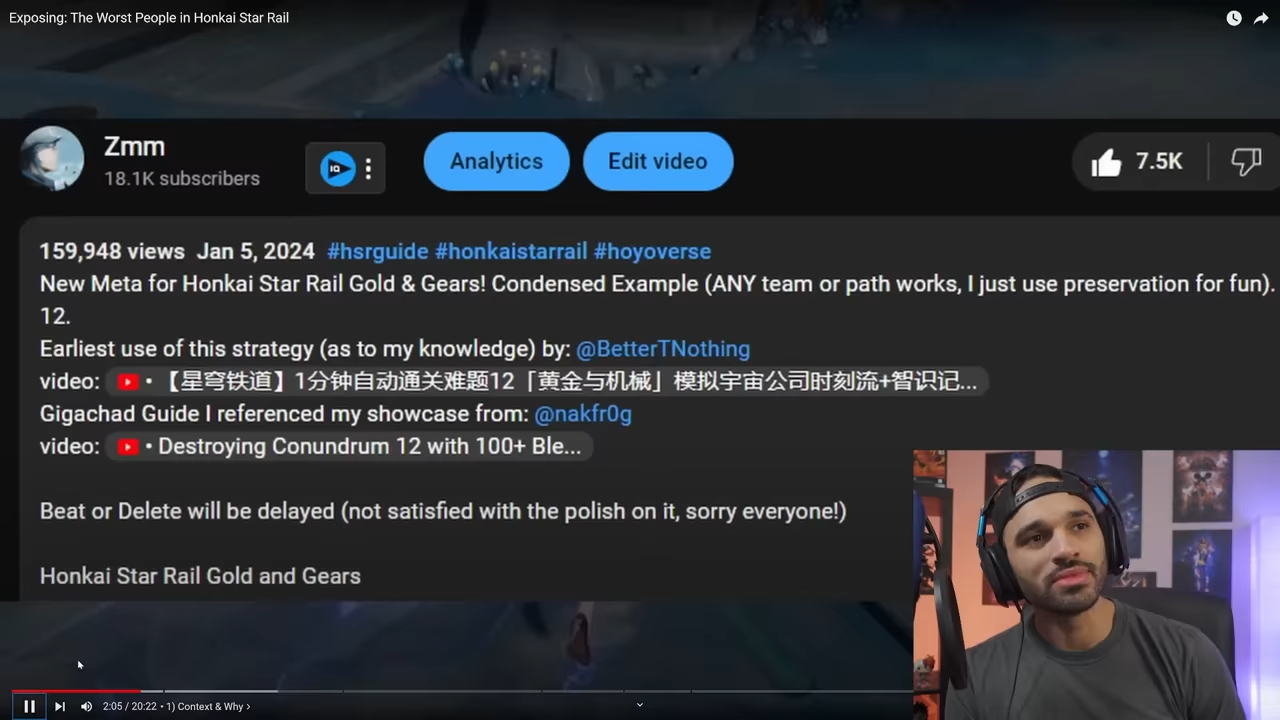 Exposing: The Worst People in Honkai Star Rail
Zmm
18.1K subscribers
IQ
Analytics
Edit video
7.5K
159,948 views Jan 5, 2024 #hsrguide #honkaistarrail #hoyoverse
New Meta for Honkai Star Rail Gold & Gears! Condensed Example (ANY team or path works, I just use preservation for fun).
12.
Earliest use of this strategy (as to my knowledge) by: @BetterTNothing
video: • 【星穹铁道】1分钟自动通关难题12「黄金与机械」模拟宇宙公司时刻流+智识记...
Gigachad Guide I referenced my showcase from: @nakfr0g
video: • Destroying Conundrum 12 with 100+ Ble...
Beat or Delete will be delayed (not satisfied with the polish on it, sorry everyone!)
Honkai Star Rail Gold and Gears
2:05 / 20:22 • 1) Context & Why ›